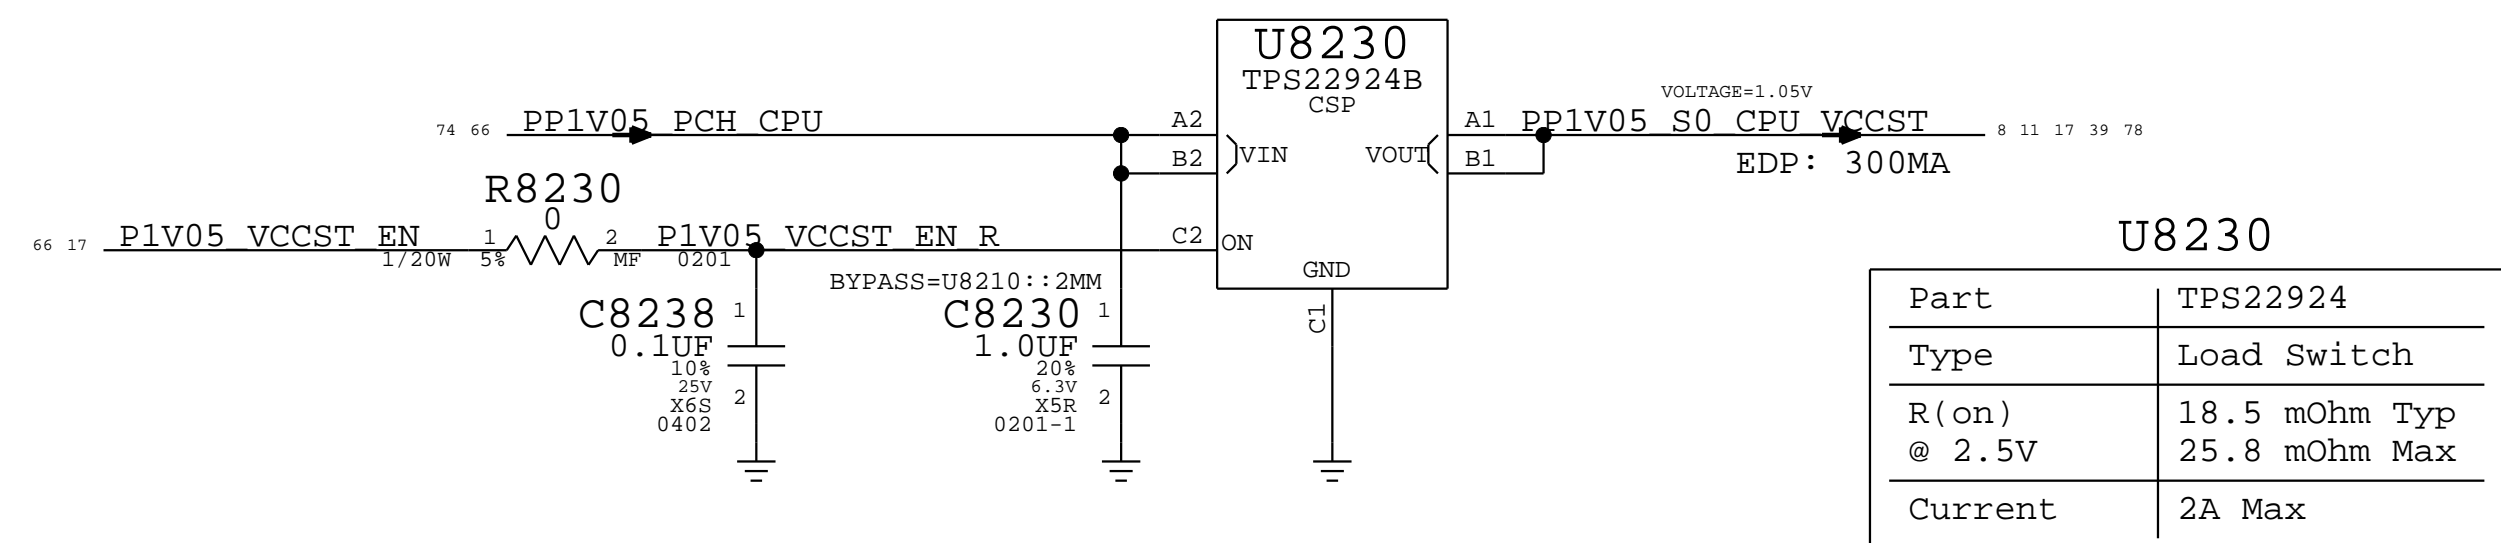 U8230
TPS22924B
CSP
VOLTAGE=1.05V
74 66 PP1V05_PCH_CPU A2 A1 PP1V05_S0_CPU_VCCST 8 11 17 39 78
B2 VIN VOUT B1 EDP: 300MA
R8230
0
66 17 P1V05_VCCST_EN 1 2 P1V05_VCCST_EN_R C2 ON
1/20W 5% MF 0201
GND
BYPASS=U8210::2MM
C8238 1 C8230 1 C1
0.1UF 1.0UF
10% 20%
25V 6.3V
X6S 2 X5R 2
0402 0201-1
U8230
Part TPS22924
Type Load Switch
R(on) 18.5 mOhm Typ
@ 2.5V 25.8 mOhm Max
Current 2A Max